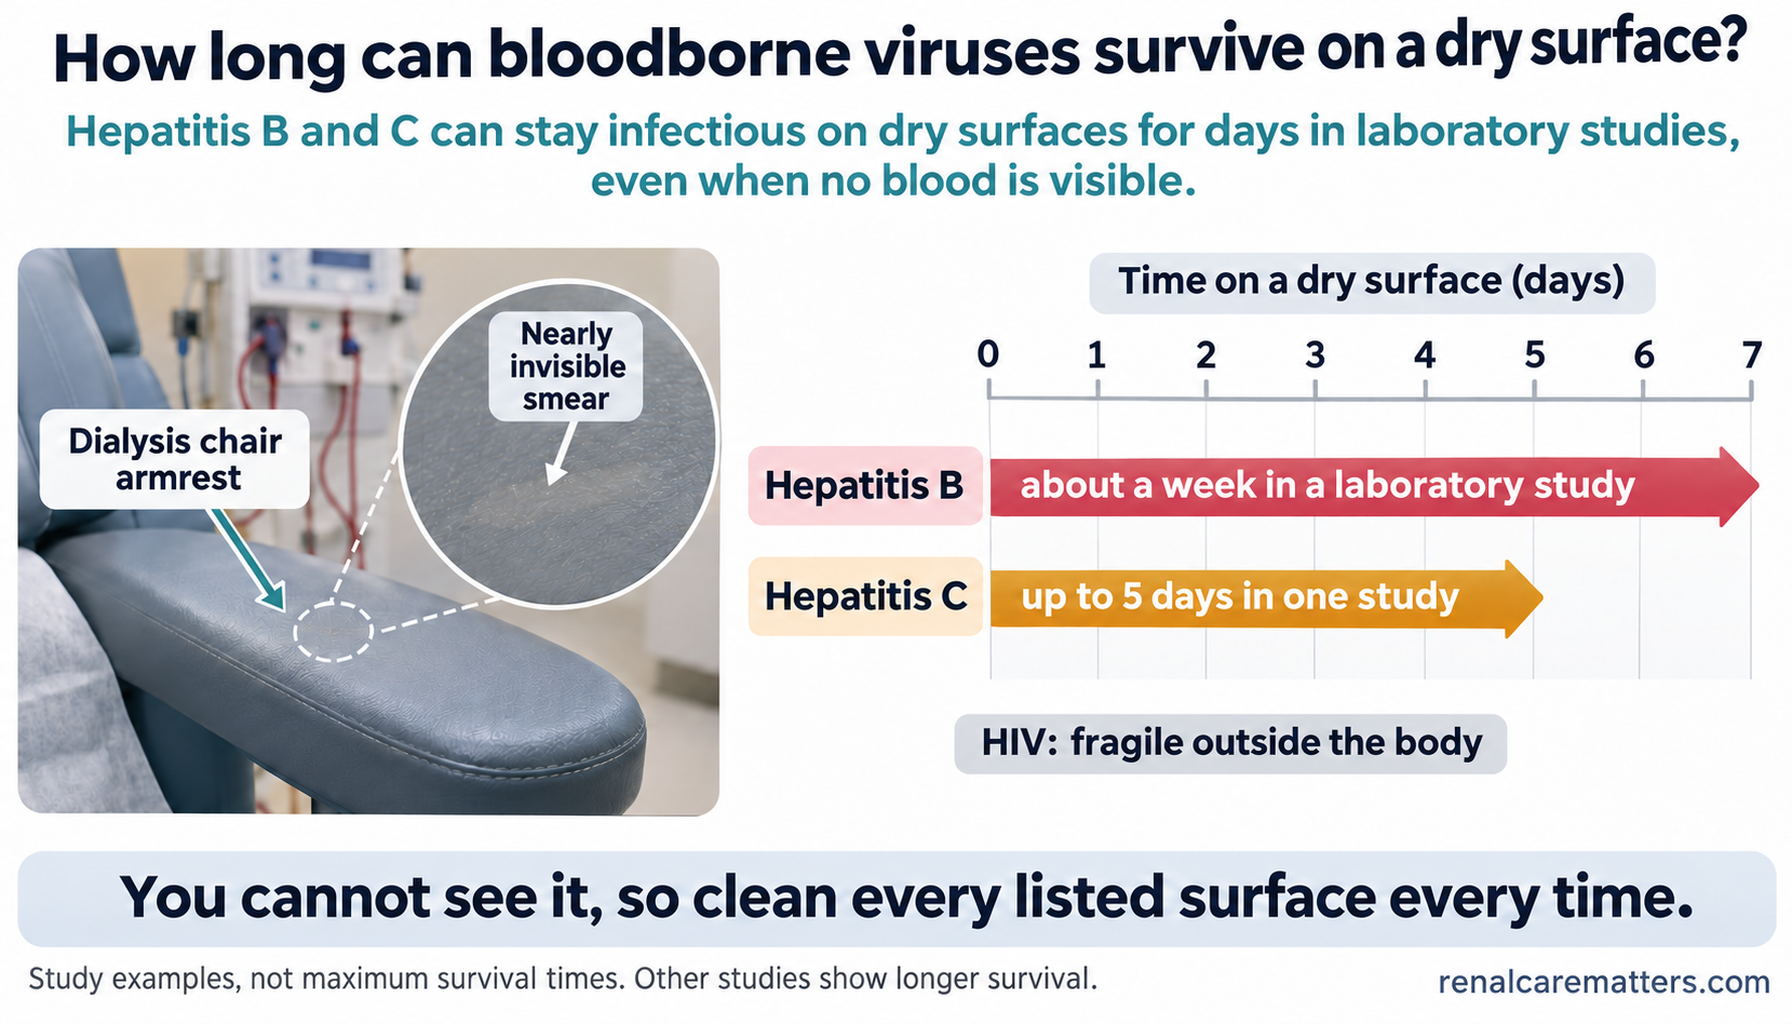 How long can bloodborne viruses survive on a dry surface?
Hepatitis B and C can stay infectious on dry surfaces for days in laboratory studies,
even when no blood is visible.
Nearly
invisible
smear
Dialysis chair
armrest
Time on a dry surface (days)
0 1 2 3 4 5 6 7
Hepatitis B
about a week in a laboratory study
Hepatitis C
up to 5 days in one study
HIV: fragile outside the body
You cannot see it, so clean every listed surface every time.
Study examples, not maximum survival times. Other studies show longer survival.
renalcarematters.com